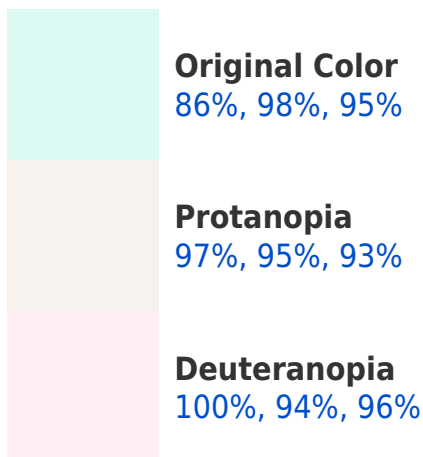 Original Color
86%, 98%, 95%
Protanopia
97%, 95%, 93%
Deuteranopia
100%, 94%, 96%